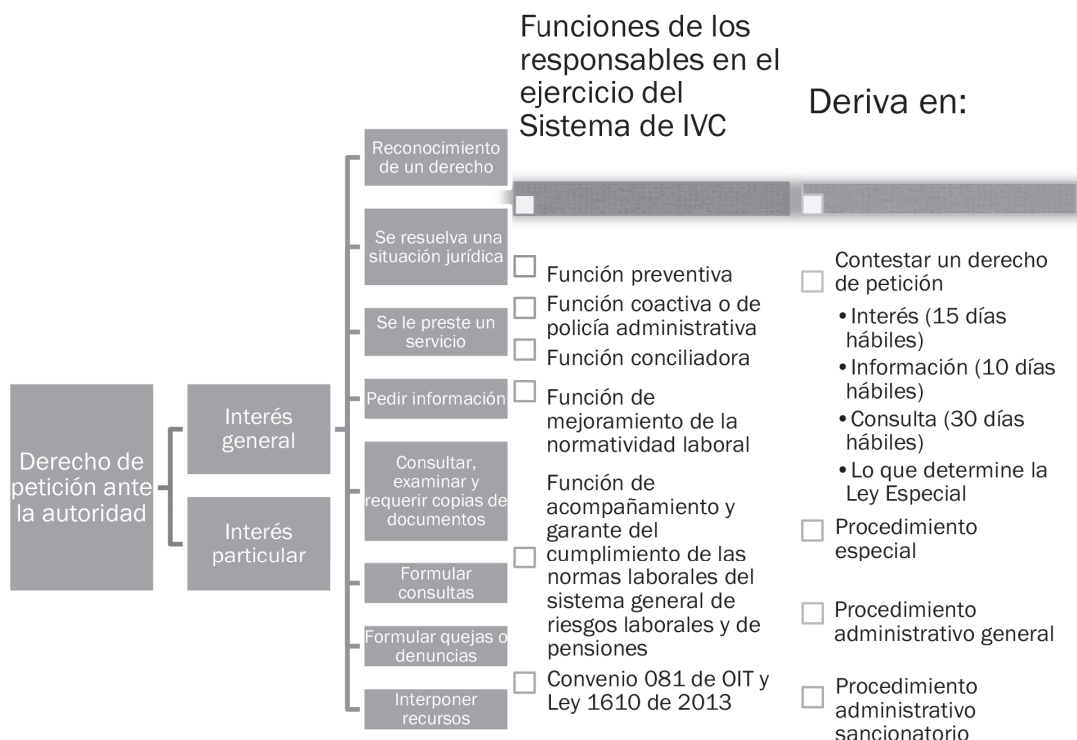 Derecho de
petición ante
la autoridad
Interés
general
Interés
particular
Reconocimiento
de un derecho
Se resuelva una
situación jurídica
Se le preste un
servicio
Pedir información
Consultar,
examinar y
requerir copias de
documentos
Formular
consultas
Formular quejas o
denuncias
Interponer
recursos
Funciones de los
responsables en el
ejercicio del
Sistema de IVC
Función preventiva
Función coactiva o de
policía administrativa
Función conciliadora
Función de
mejoramiento de la
normatividad laboral
Función de
acompañamiento y
garante del
cumplimiento de las
normas laborales del
sistema general de
riesgos laborales y de
pensiones
Convenio 081 de OIT y
Ley 1610 de 2013
Deriva en:
Contestar un derecho
de petición
• Interés (15 días
hábiles)
• Información (10 días
hábiles)
• Consulta (30 días
hábiles)
• Lo que determine la
Ley Especial
Procedimiento
especial
Procedimiento
administrativo general
Procedimiento
administrativo
sancionatorio